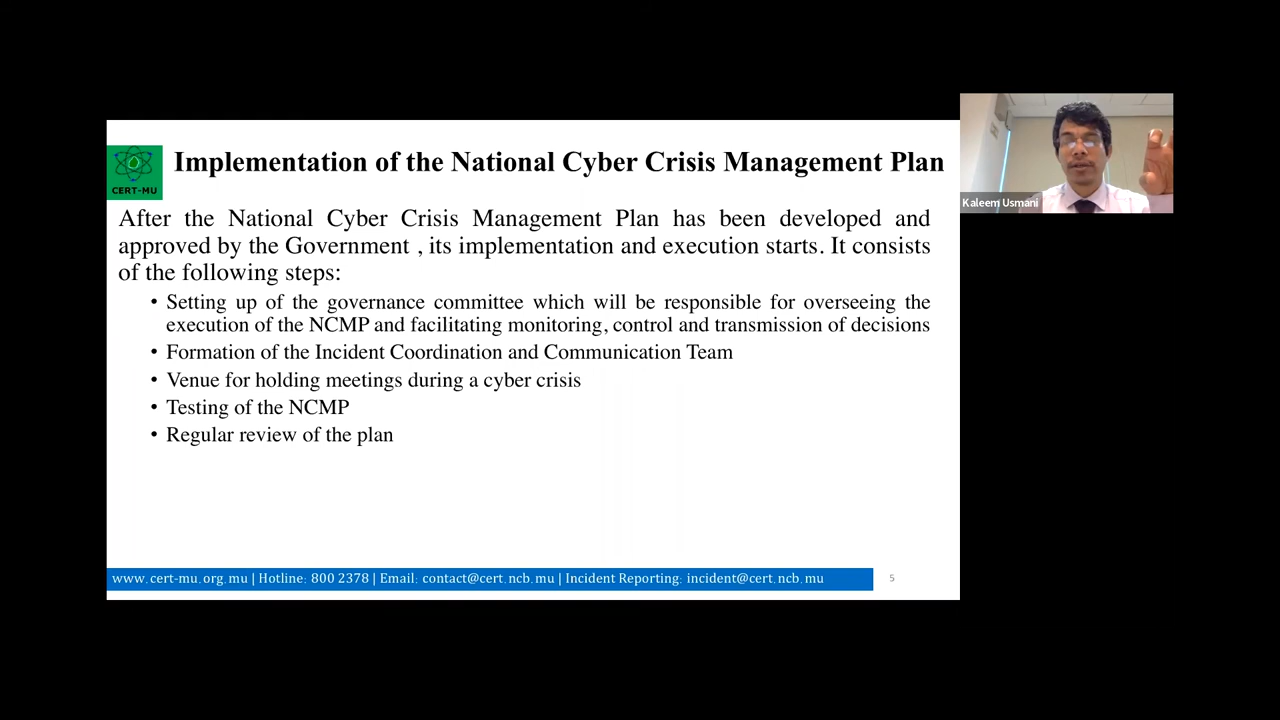 Implementation of the National Cyber Crisis Management Plan
CERT-MU
After the National Cyber Crisis Management Plan has been developed and
approved by the Government , its implementation and execution starts. It consists
of the following steps:
• Setting up of the governance committee which will be responsible for overseeing the
execution of the NCMP and facilitating monitoring, control and transmission of decisions
• Formation of the Incident Coordination and Communication Team
• Venue for holding meetings during a cyber crisis
• Testing of the NCMP
• Regular review of the plan
www.cert-mu.org.mu | Hotline: 800 2378 | Email: contact@cert.ncb.mu | Incident Reporting: incident@cert.ncb.mu
5
Kaleem Usmani